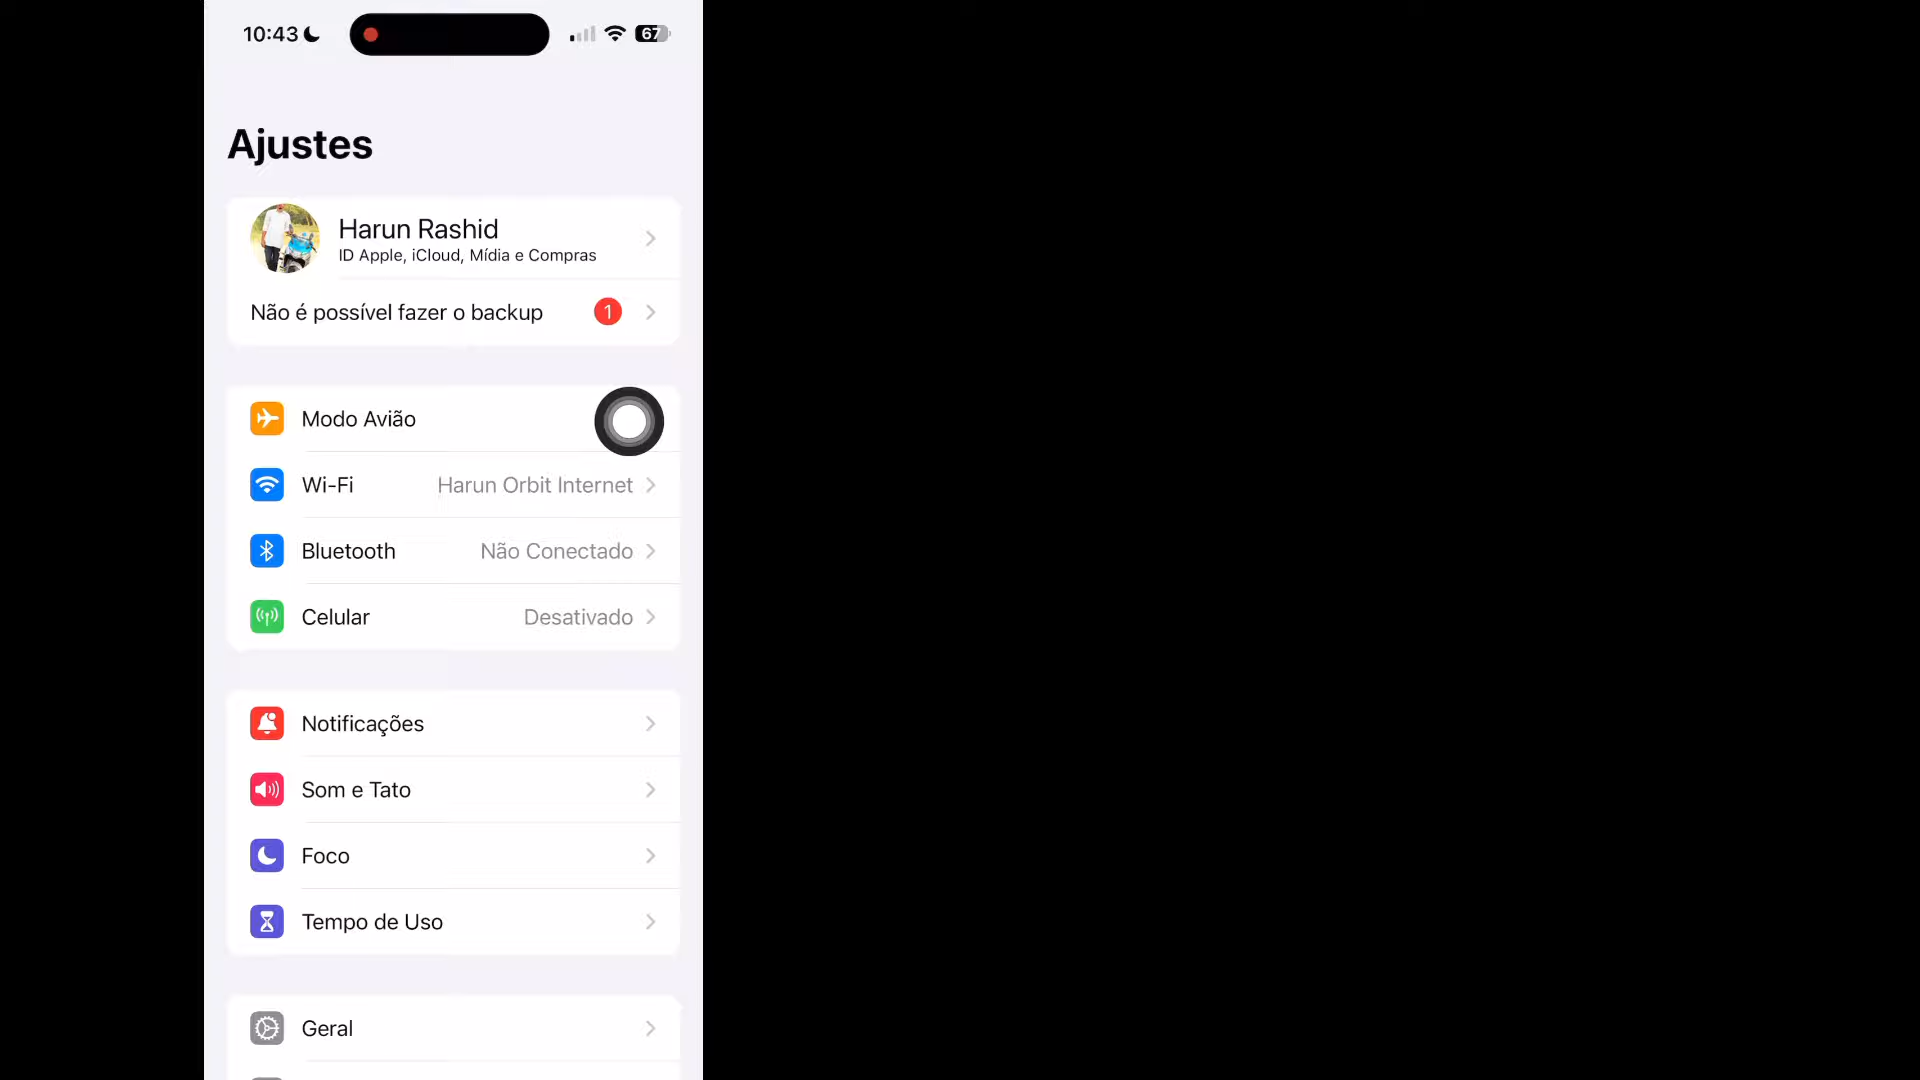 10:43
67
Ajustes
Harun Rashid
ID Apple, iCloud, Mídia e Compras
Não é possível fazer o backup 1
Modo Avião
Wi-Fi Harun Orbit Internet
Bluetooth Não Conectado
Celular Desativado
Notificações
Som e Tato
Foco
Tempo de Uso
Geral